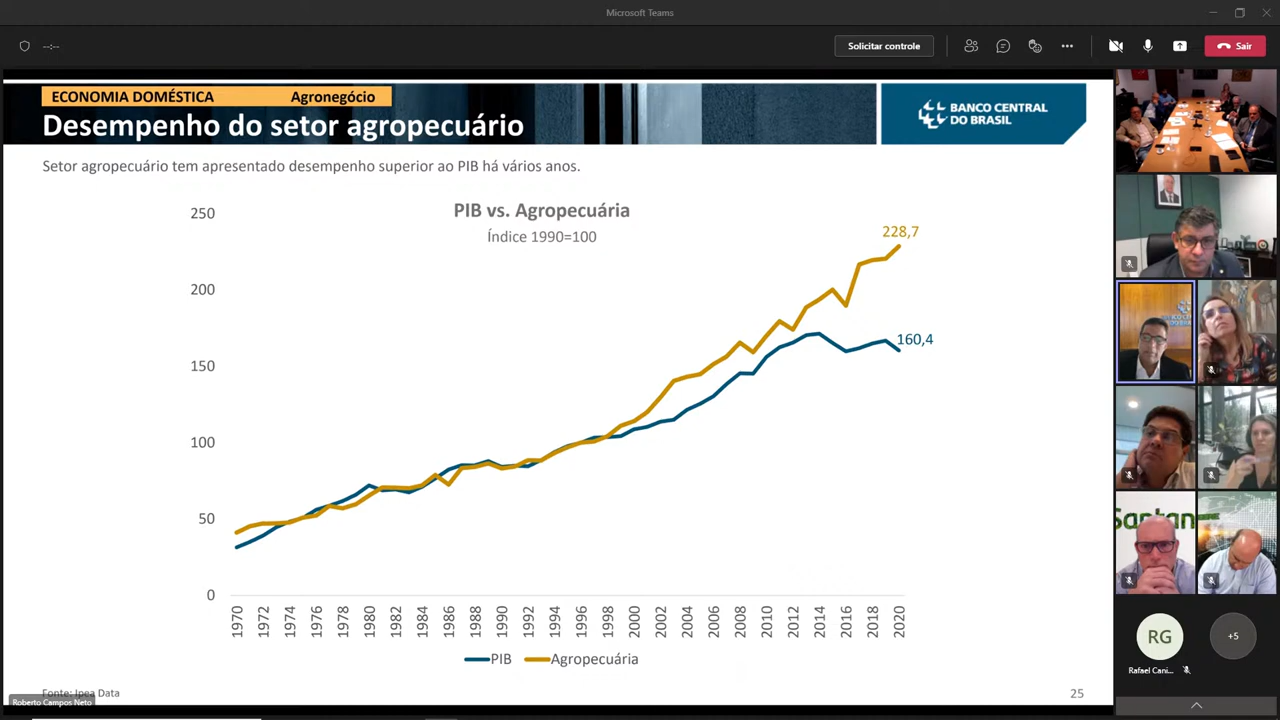 Microsoft Teams
--:--
Solicitar controle
Sair
ECONOMIA DOMÉSTICA Agronegócio
Desempenho do setor agropecuário
BANCO CENTRAL
DO BRASIL
Setor agropecuário tem apresentado desempenho superior ao PIB há vários anos.
PIB vs. Agropecuária
Índice 1990=100
250
200
150
100
50
0
228,7
160,4
1970 1972 1974 1976 1978 1980 1982 1984 1986 1988 1990 1992 1994 1996 1998 2000 2002 2004 2006 2008 2010 2012 2014 2016 2018 2020
PIB Agropecuária
Fonte: Ipea Data
Roberto Campos Neto
25
Santan
RG
Rafael Cani...
+5